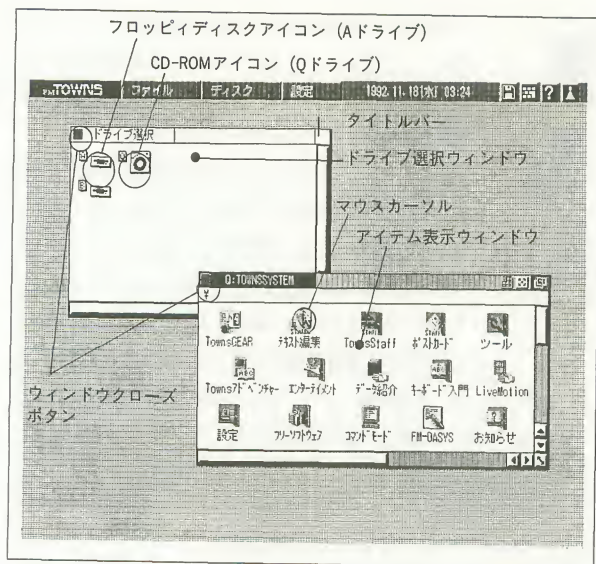 フロッピィディスクアイコン (Aドライブ)
CD-ROMアイコン (Qドライブ)
FMTOWNS ファイル ディスク 設定 1992.11.18[水] 03:24
ドライブ選択
タイトルバー
ドライブ選択ウィンドウ
マウスカーソル
アイテム表示ウィンドウ
Q:TOWNSSYSTEM
¥
TownsGEAR テキスト編集 TownsStaff ポストカード ツール
Townsアドベンチャー エンターテイメント データ紹介 キーボード入門 LiveMotion
ウィンドウクローズ
ボタン
設定 フリーソフトウェア コマンドモード FM-OASYS お知らせ